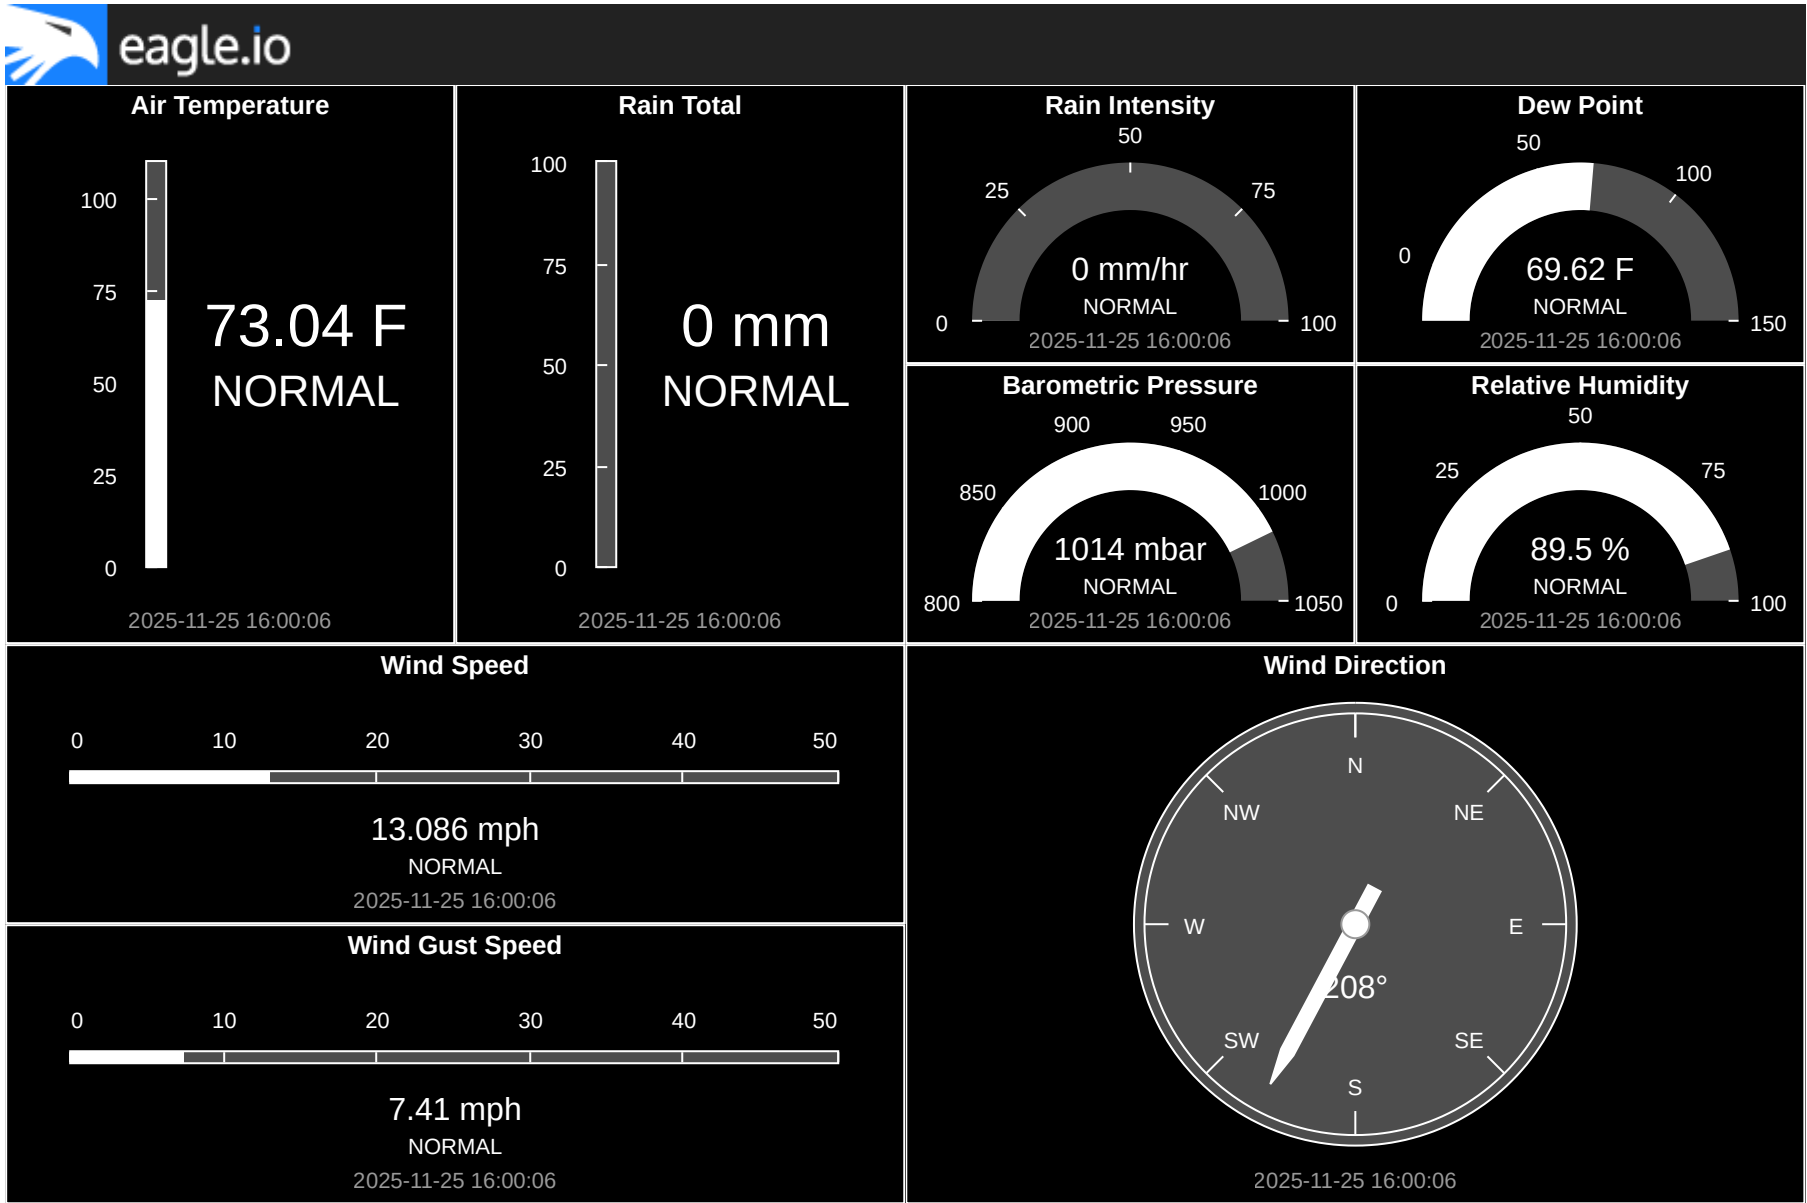 eagle.io
Air Temperature
100
75
50
25
0
73.04 F
NORMAL
2025-11-25 16:00:06
Rain Total
100
75
50
25
0
0 mm
NORMAL
2025-11-25 16:00:06
Rain Intensity
0
25
50
75
100
0 mm/hr
NORMAL
2025-11-25 16:00:06
Dew Point
0
50
100
150
69.62 F
NORMAL
2025-11-25 16:00:06
Barometric Pressure
800
850
900
950
1000
1050
1014 mbar
NORMAL
2025-11-25 16:00:06
Relative Humidity
0
25
50
75
100
89.5 %
NORMAL
2025-11-25 16:00:06
Wind Speed
0 10 20 30 40 50
13.086 mph
NORMAL
2025-11-25 16:00:06
Wind Gust Speed
0 10 20 30 40 50
7.41 mph
NORMAL
2025-11-25 16:00:06
Wind Direction
N
NW NE
W E
208°
SW SE
S
2025-11-25 16:00:06